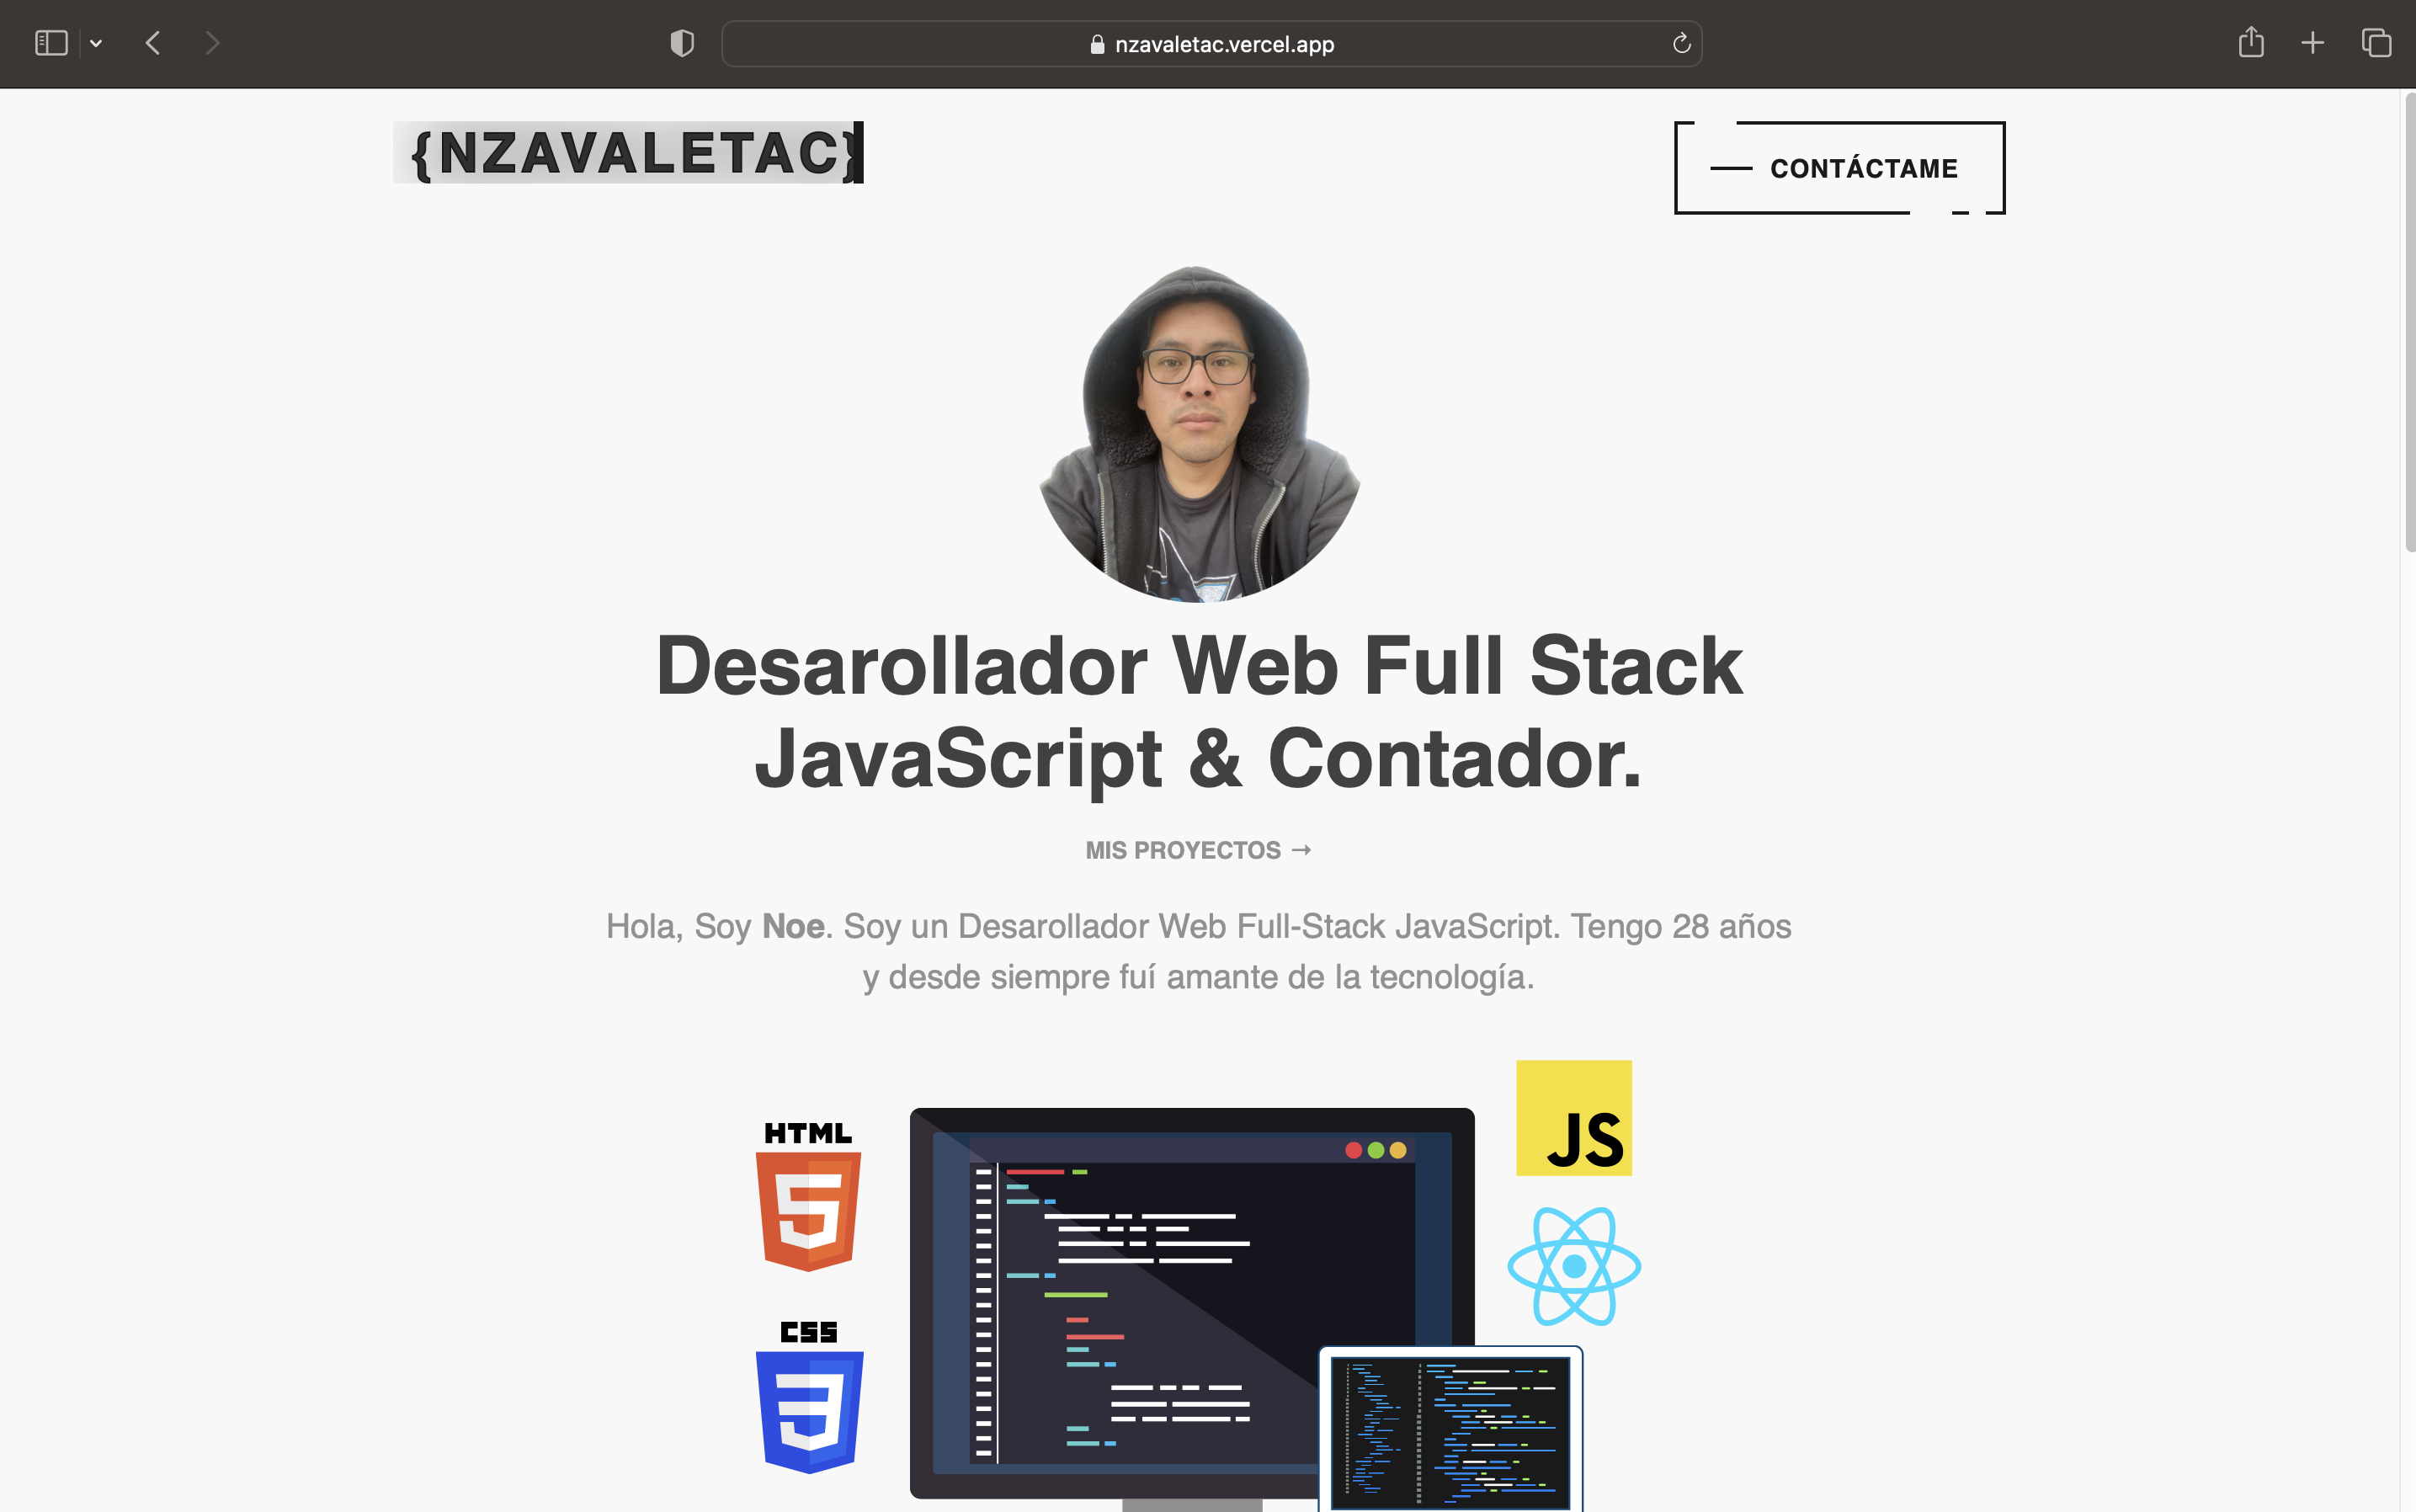 nzavaletac.vercel.app
{NZAVALETAC}
CONTÁCTAME
Desarollador Web Full Stack
JavaScript & Contador.
MIS PROYECTOS →
Hola, Soy Noe. Soy un Desarollador Web Full-Stack JavaScript. Tengo 28 años
y desde siempre fuí amante de la tecnología.
JS
HTML
5
CSS
3